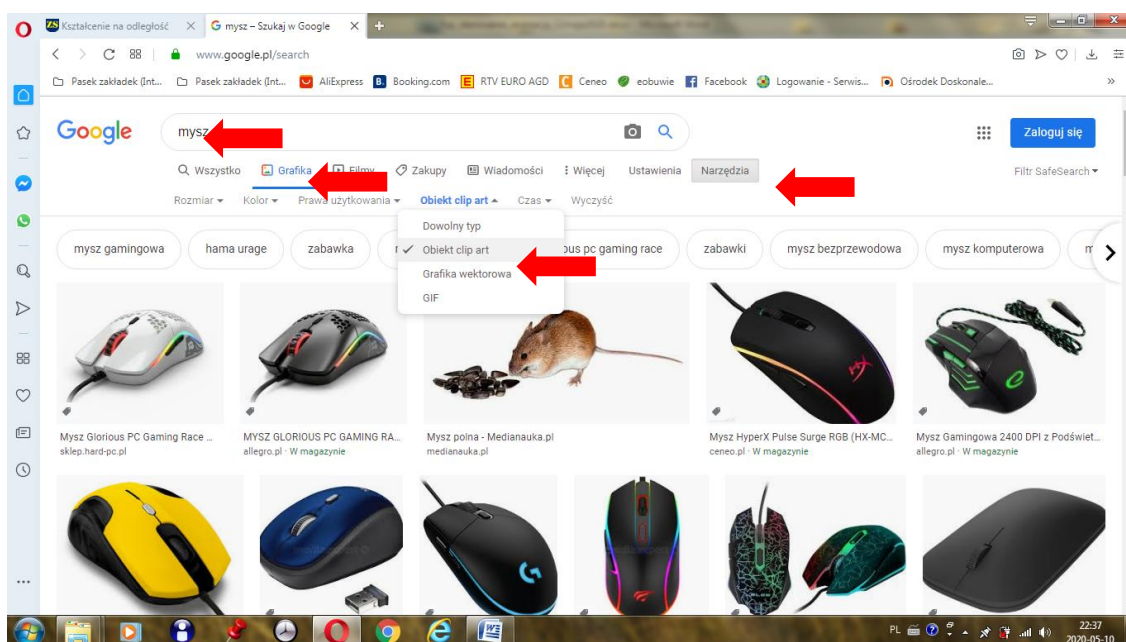 Kształcenie na odległość
G mysz – Szukaj w Google
www.google.pl/search
Pasek zakładek (Int... Pasek zakładek (Int... AliExpress B. Booking.com E RTV EURO AGD Ceneo eobuwie Facebook Logowanie - Serwis... Ośrodek Doskonale... »
Google
mysz
Zaloguj się
Wszystko Grafika Filmy Zakupy Wiadomości Więcej Ustawienia Narzędzia Filtr SafeSearch
Rozmiar Kolor Prawa użytkowania Obiekt clip art Czas Wyczyść
Dowolny typ
Obiekt clip art
Grafika wektorowa
GIF
mysz gamingowa hama urage zabawka pc gaming race zabawki mysz bezprzewodowa mysz komputerowa
Mysz Glorious PC Gaming Race ...
sklep.hard-pc.pl
MYSZ GLORIOUS PC GAMING RA...
allegro.pl · W magazynie
Mysz polna - Medianauka.pl
medianauka.pl
Mysz HyperX Pulse Surge RGB (HX-MC...
ceneo.pl · W magazynie
Mysz Gamingowa 2400 DPI z Podświet...
allegro.pl · W magazynie
PL
22:37
2020-05-10